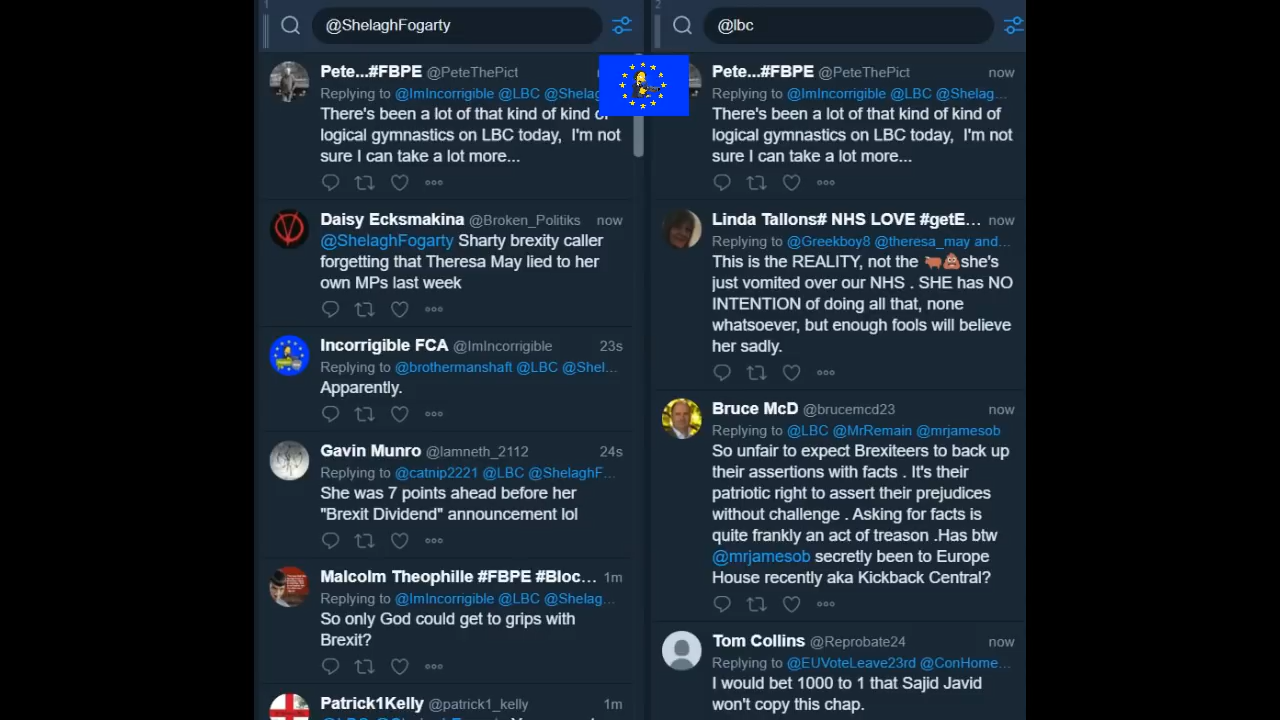 1
@ShelaghFogarty
Pete...#FBPE @PeteThePict
Replying to @ImIncorrigible @LBC @Shelag
There's been a lot of that kind of kind of
logical gymnastics on LBC today, I'm not
sure I can take a lot more...
Daisy Ecksmakina @Broken_Politiks now
@ShelaghFogarty Sharty brexity caller
forgetting that Theresa May lied to her
own MPs last week
Incorrigible FCA @ImIncorrigible 23s
Replying to @brothermanshaft @LBC @Shel...
Apparently.
Gavin Munro @lamneth_2112 24s
Replying to @catnip2221 @LBC @ShelaghF...
She was 7 points ahead before her
"Brexit Dividend" announcement lol
Malcolm Theophille #FBPE #Bloc... 1m
Replying to @ImIncorrigible @LBC @Shelag...
So only God could get to grips with
Brexit?
Patrick1Kelly @patrick1_kelly 1m
2
@lbc
Pete...#FBPE @PeteThePict now
Replying to @ImIncorrigible @LBC @Shelag...
There's been a lot of that kind of kind of
logical gymnastics on LBC today, I'm not
sure I can take a lot more...
Linda Tallons# NHS LOVE #getE... now
Replying to @Greekboy8 @theresa_may and...
This is the REALITY, not the 🐂💩she's
just vomited over our NHS . SHE has NO
INTENTION of doing all that, none
whatsoever, but enough fools will believe
her sadly.
Bruce McD @brucemcd23 now
Replying to @LBC @MrRemain @mrjamesob
So unfair to expect Brexiteers to back up
their assertions with facts . It's their
patriotic right to assert their prejudices
without challenge . Asking for facts is
quite frankly an act of treason .Has btw
@mrjamesob secretly been to Europe
House recently aka Kickback Central?
Tom Collins @Reprobate24 now
Replying to @EUVoteLeave23rd @ConHome...
I would bet 1000 to 1 that Sajid Javid
won't copy this chap.